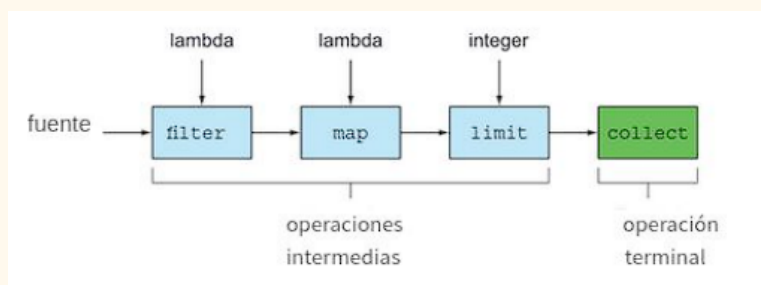 lambda lambda integer
fuente filter map limit collect
operaciones operación
intermedias terminal